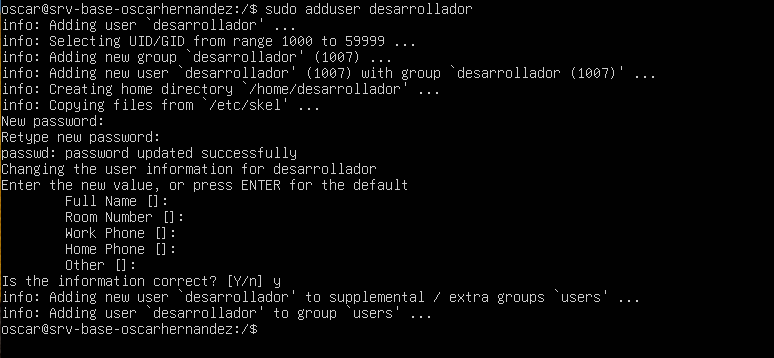 oscar@srv-base-oscarhernandez:/$ sudo adduser desarrollador
info: Adding user `desarrollador' ...
info: Selecting UID/GID from range 1000 to 59999 ...
info: Adding new group `desarrollador' (1007) ...
info: Adding new user `desarrollador' (1007) with group `desarrollador (1007)' ...
info: Creating home directory `/home/desarrollador' ...
info: Copying files from `/etc/skel' ...
New password:
Retype new password:
passwd: password updated successfully
Changing the user information for desarrollador
Enter the new value, or press ENTER for the default
        Full Name []:
        Room Number []:
        Work Phone []:
        Home Phone []:
        Other []:
Is the information correct? [Y/n] y
info: Adding new user `desarrollador' to supplemental / extra groups `users' ...
info: Adding user `desarrollador' to group `users' ...
oscar@srv-base-oscarhernandez:/$